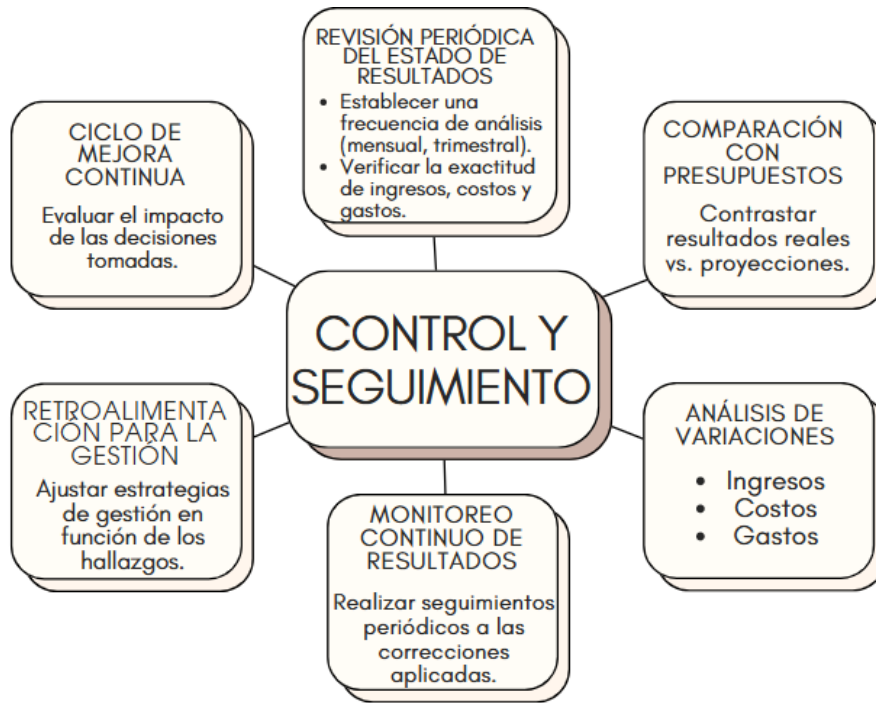 REVISIÓN PERIÓDICA
DEL ESTADO DE
RESULTADOS
• Establecer una
frecuencia de análisis
(mensual, trimestral).
• Verificar la exactitud
de ingresos, costos y
gastos.
CICLO DE
MEJORA
CONTINUA
Evaluar el impacto
de las decisiones
tomadas.
COMPARACIÓN
CON
PRESUPUESTOS
Contrastar
resultados reales
vs. proyecciones.
CONTROL Y
SEGUIMIENTO
RETROALIMENTA
CIÓN PARA LA
GESTIÓN
Ajustar estrategias
de gestión en
función de los
hallazgos.
ANÁLISIS DE
VARIACIONES
• Ingresos
• Costos
• Gastos
MONITOREO
CONTINUO DE
RESULTADOS
Realizar seguimientos
periódicos a las
correcciones
aplicadas.